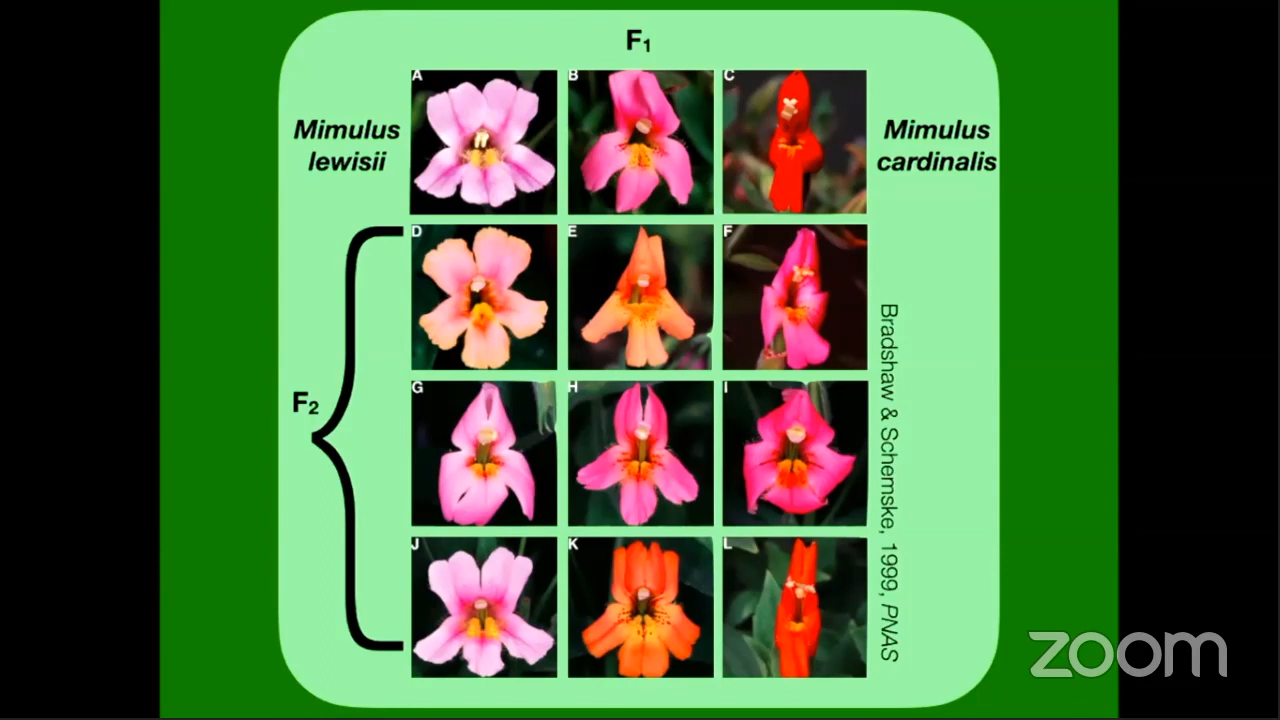 F₁
A
B
C
Mimulus
lewisii
Mimulus
cardinalis
D
E
F
F₂
G
H
I
J
K
L
Bradshaw & Schemske, 1999, PNAS
zoom